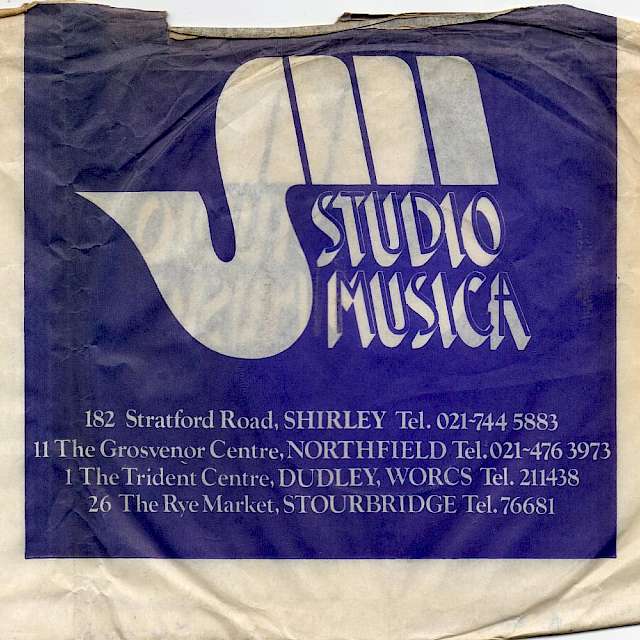 STUDIO
MUSICA
182 Stratford Road, SHIRLEY Tel. 021-744 5883
11 The Grosvenor Centre, NORTHFIELD Tel. 021-476 3973
1 The Trident Centre, DUDLEY, WORCS Tel. 211438
26 The Rye Market, STOURBRIDGE Tel. 76681